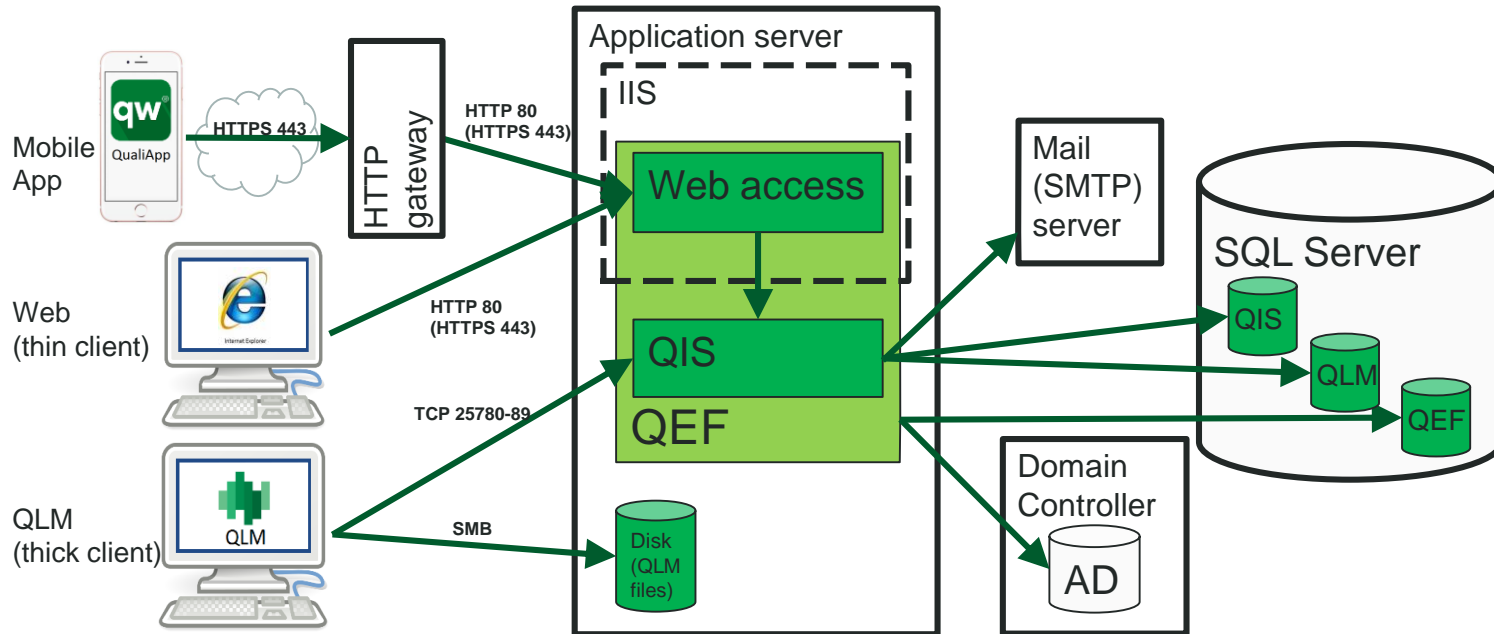 Mobile
App
qw®
QualiApp
HTTPS 443
HTTP
gateway
HTTP 80
(HTTPS 443)
Application server
IIS
Web access
QIS
QEF
Disk
(QLM
files)
Web
(thin client)
Internet Explorer
HTTP 80
(HTTPS 443)
TCP 25780-89
QLM
(thick client)
QLM
SMB
Mail
(SMTP)
server
SQL Server
QIS
QLM
QEF
Domain
Controller
AD